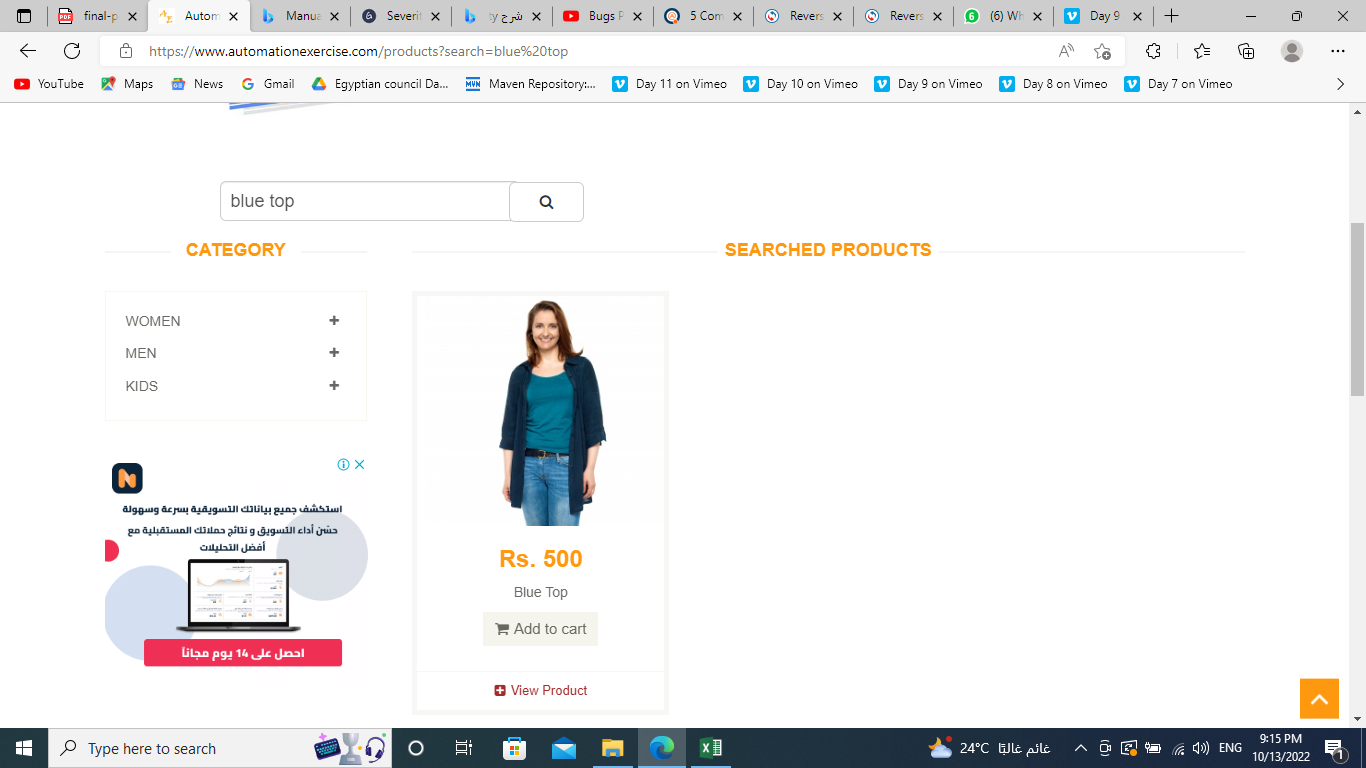 final-p
Autom
Manua
Severit
شرح ty
Bugs P
5 Com
Revers
Revers
(6) Wh
Day 9
https://www.automationexercise.com/products?search=blue%20top
YouTube
Maps
News
Gmail
Egyptian council Da...
Maven Repository:...
Day 11 on Vimeo
Day 10 on Vimeo
Day 9 on Vimeo
Day 8 on Vimeo
Day 7 on Vimeo
blue top
CATEGORY
SEARCHED PRODUCTS
WOMEN
MEN
KIDS
استكشف جميع بياناتك التسويقية بسرعة وسهولة
حسّن أداء التسويق و نتائج حملاتك المستقبلية مع
أفضل التحليلات
احصل على 14 يوم مجاناً
Rs. 500
Blue Top
Add to cart
View Product
Type here to search
24°C غائم غالبًا
ENG
9:15 PM
10/13/2022
1